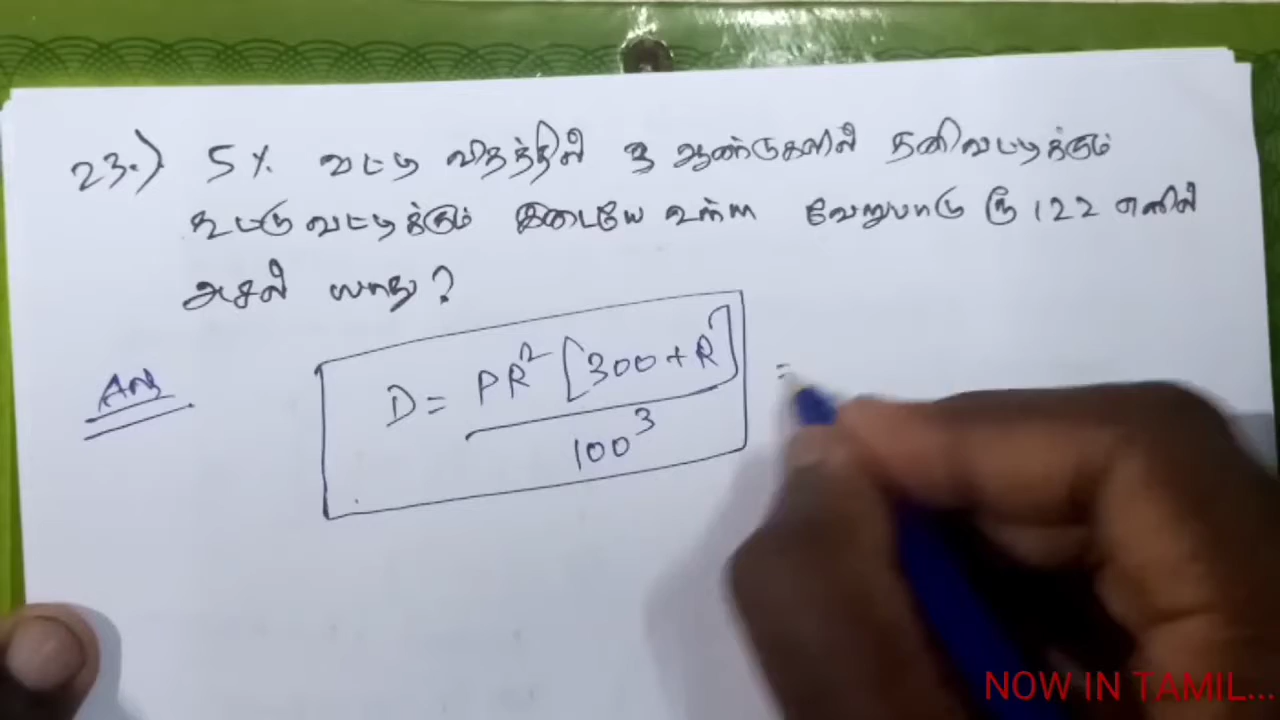 23.) 5% வட்டி விதத்தில் 3 ஆண்டுகளில் தனிவட்டிக்கும்
கூட்டு வட்டிக்கும் இடையே உள்ள வேறுபாடு ரூ 122 எனில்
அசல் யாது?
Ans
D = PR² [300 + R] / 100³ =
NOW IN TAMIL...